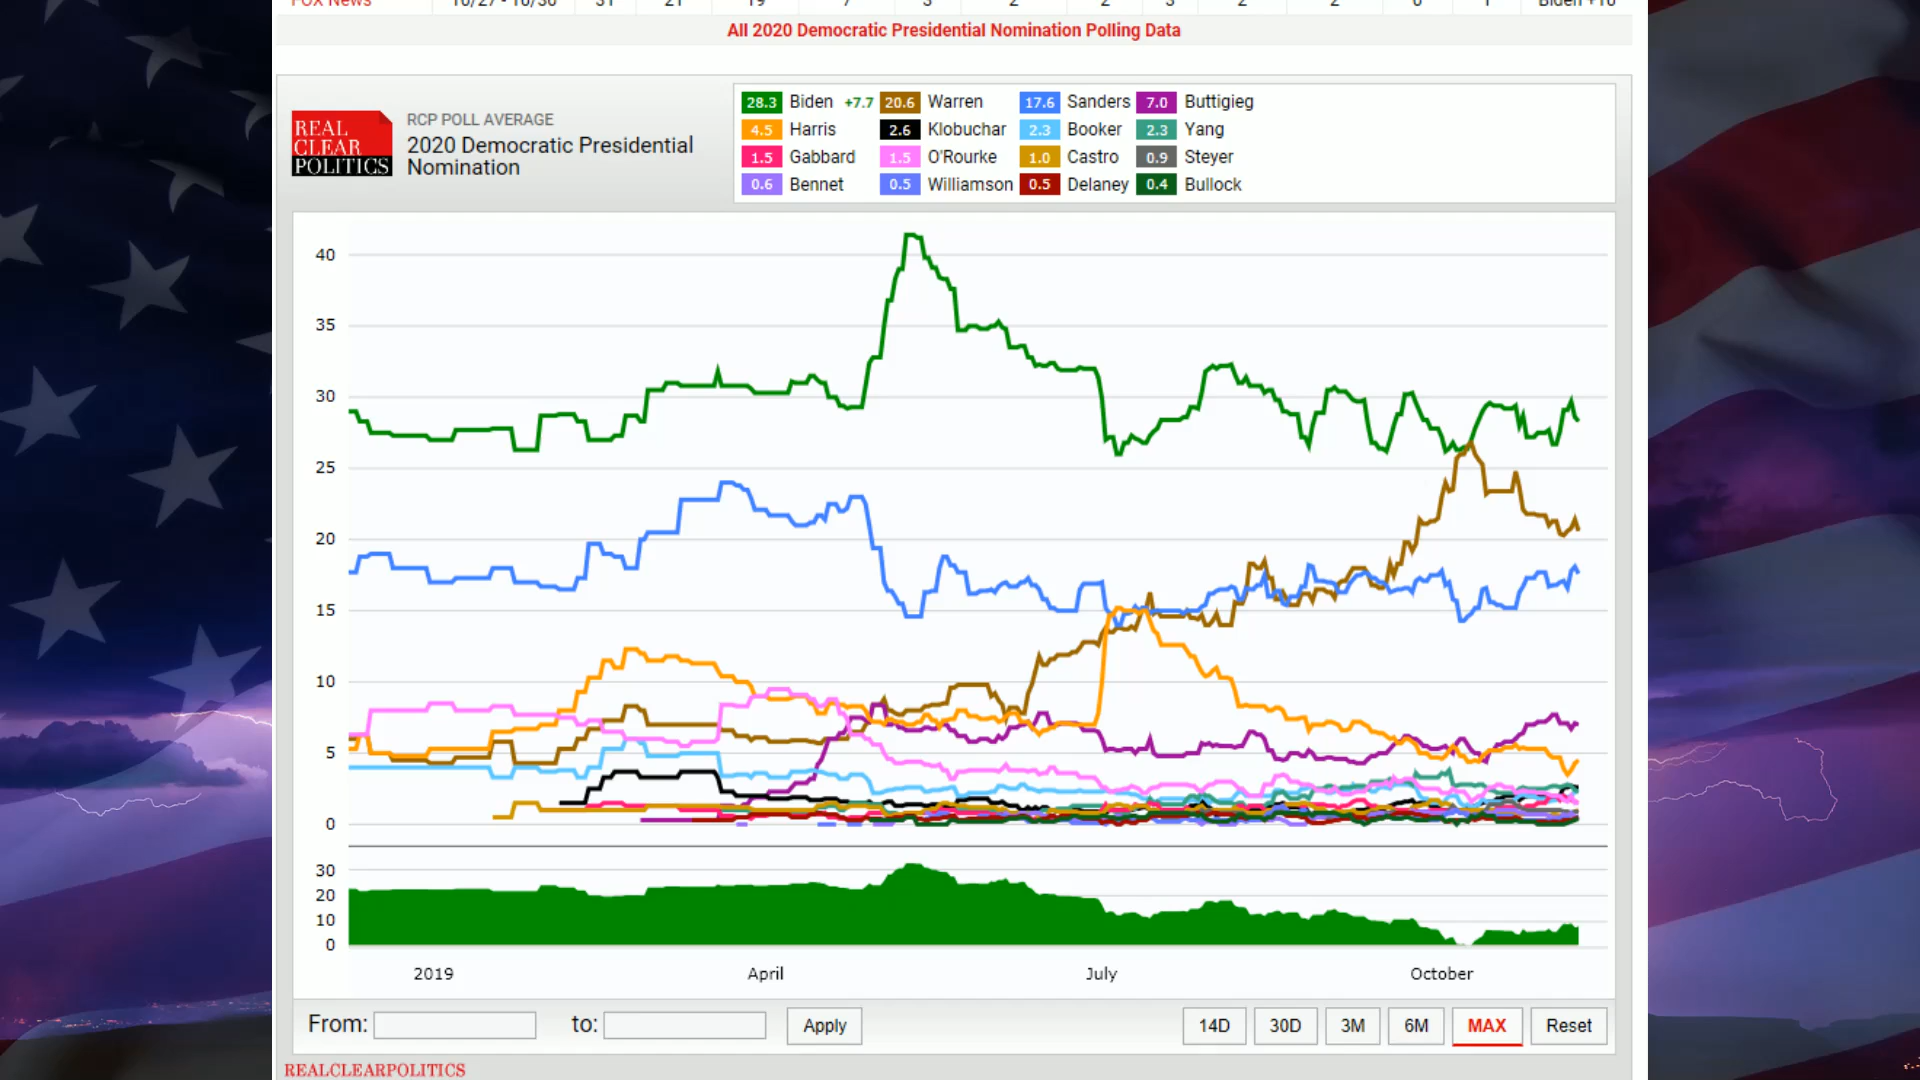 FOX News 10/27 - 10/30 31 21 19 7 3 2 2 3 2 2 0 1 Biden +10
All 2020 Democratic Presidential Nomination Polling Data
REAL
CLEAR
POLITICS
RCP POLL AVERAGE
2020 Democratic Presidential
Nomination
28.3 Biden +7.7 20.6 Warren 17.6 Sanders 7.0 Buttigieg
4.5 Harris 2.6 Klobuchar 2.3 Booker 2.3 Yang
1.5 Gabbard 1.5 O'Rourke 1.0 Castro 0.9 Steyer
0.6 Bennet 0.5 Williamson 0.5 Delaney 0.4 Bullock
40
35
30
25
20
15
10
5
0
30
20
10
0
2019 April July October
From: to: Apply 14D 30D 3M 6M MAX Reset
REALCLEARPOLITICS